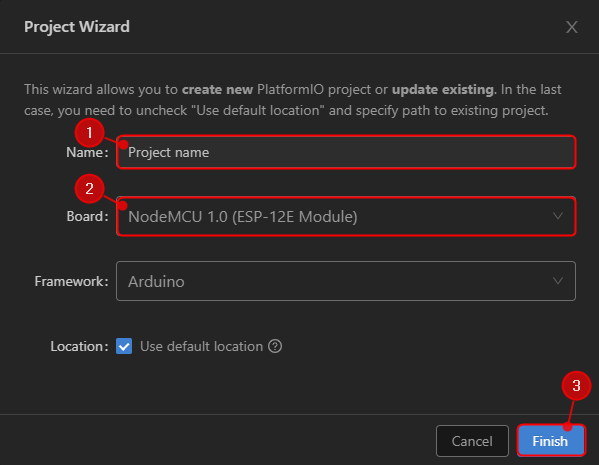 Project Wizard
This wizard allows you to create new PlatformIO project or update existing. In the last
case, you need to uncheck "Use default location" and specify path to existing project.
1
Name: Project name
2
Board: NodeMCU 1.0 (ESP-12E Module)
Framework: Arduino
Location: Use default location ?
3
Cancel Finish